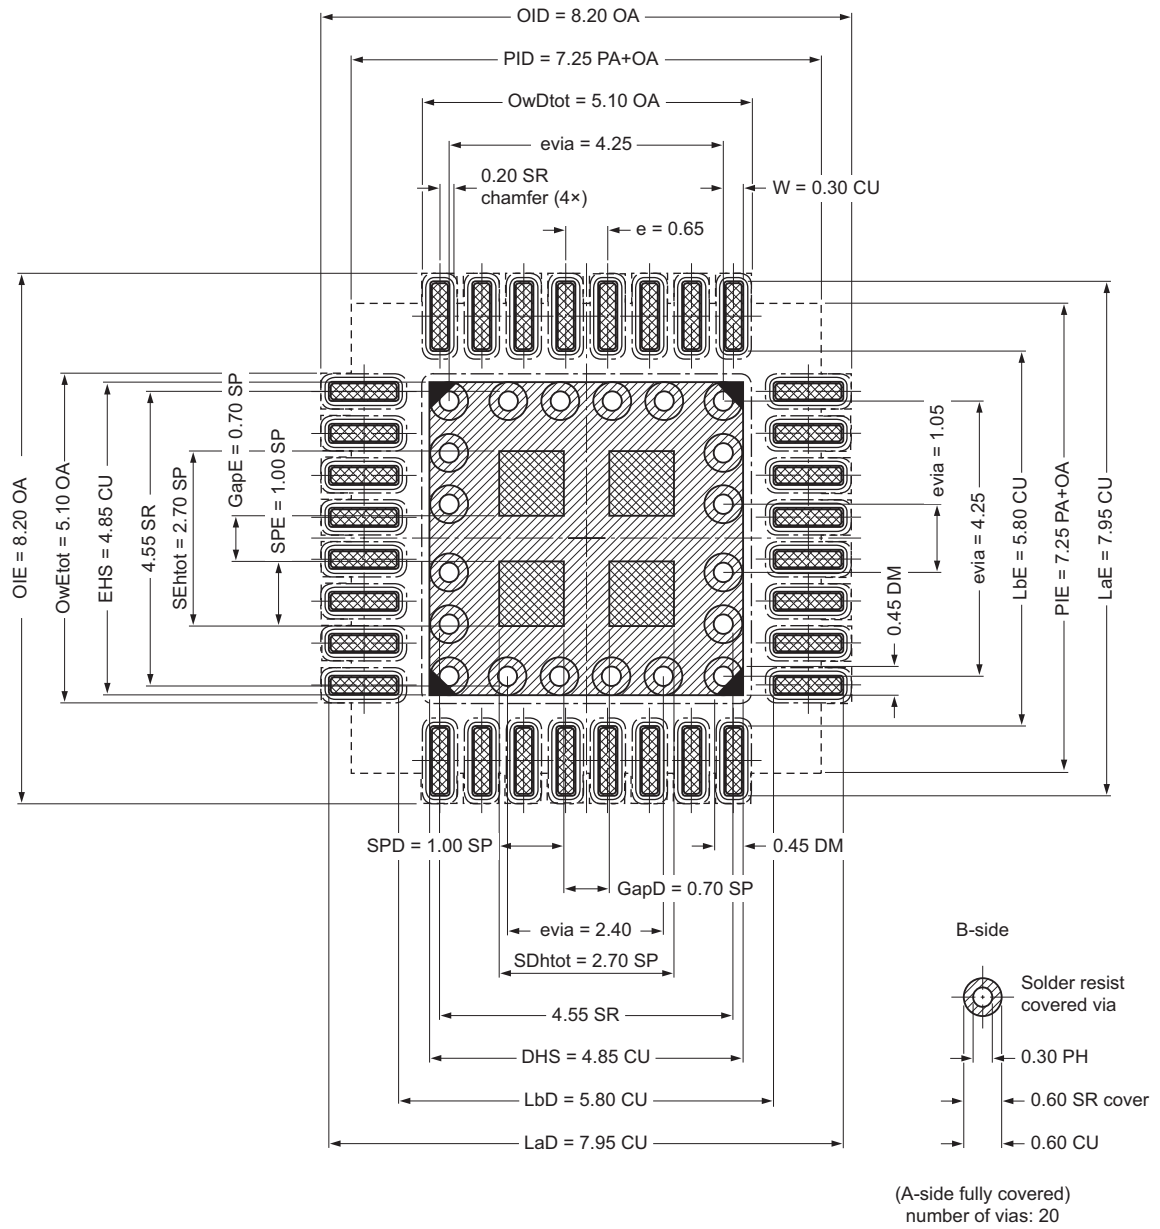 OID = 8.20 OA
PID = 7.25 PA+OA
OwDtot = 5.10 OA
evia = 4.25
0.20 SR
chamfer (4×)
W = 0.30 CU
e = 0.65
OIE = 8.20 OA
OwEtot = 5.10 OA
EHS = 4.85 CU
4.55 SR
SEhtot = 2.70 SP
GapE = 0.70 SP
SPE = 1.00 SP
evia = 1.05
0.45 DM
evia = 4.25
LbE = 5.80 CU
PIE = 7.25 PA+OA
LaE = 7.95 CU
SPD = 1.00 SP
0.45 DM
GapD = 0.70 SP
evia = 2.40
SDhtot = 2.70 SP
4.55 SR
DHS = 4.85 CU
LbD = 5.80 CU
LaD = 7.95 CU
B-side
Solder resist
covered via
0.30 PH
0.60 SR cover
0.60 CU
(A-side fully covered)
number of vias: 20